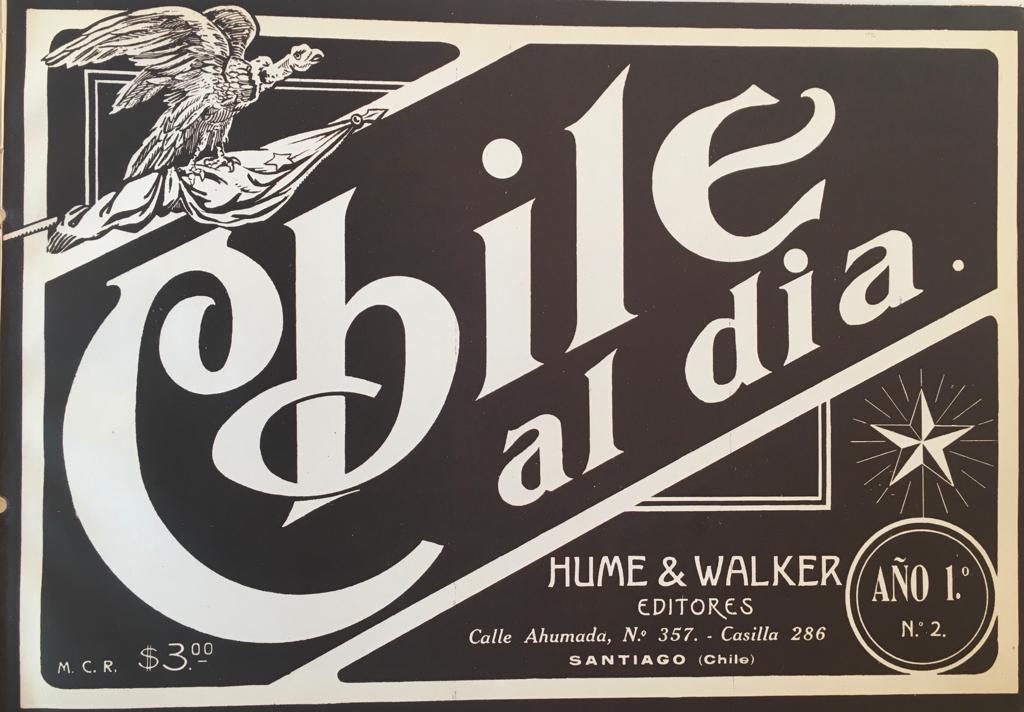 Chile
al dia.
HUME & WALKER
EDITORES
Calle Ahumada, N.º 357. - Casilla 286
SANTIAGO (Chile)
AÑO 1.º
N.º 2.
M. C. R. $3.00